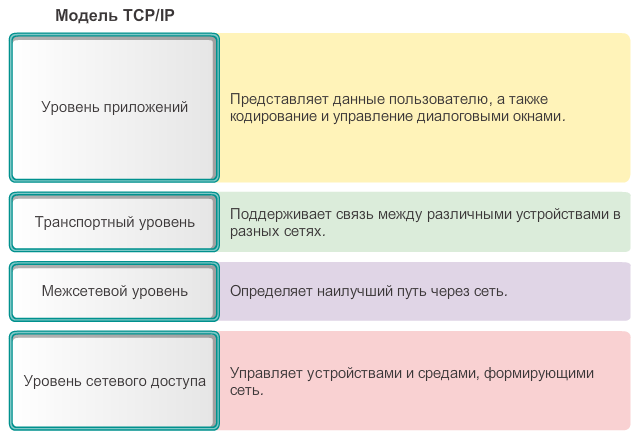 Модель TCP/IP
Уровень приложений
Представляет данные пользователю, а также
кодирование и управление диалоговыми окнами.
Транспортный уровень
Поддерживает связь между различными устройствами в
разных сетях.
Межсетевой уровень
Определяет наилучший путь через сеть.
Уровень сетевого доступа
Управляет устройствами и средами, формирующими
сеть.